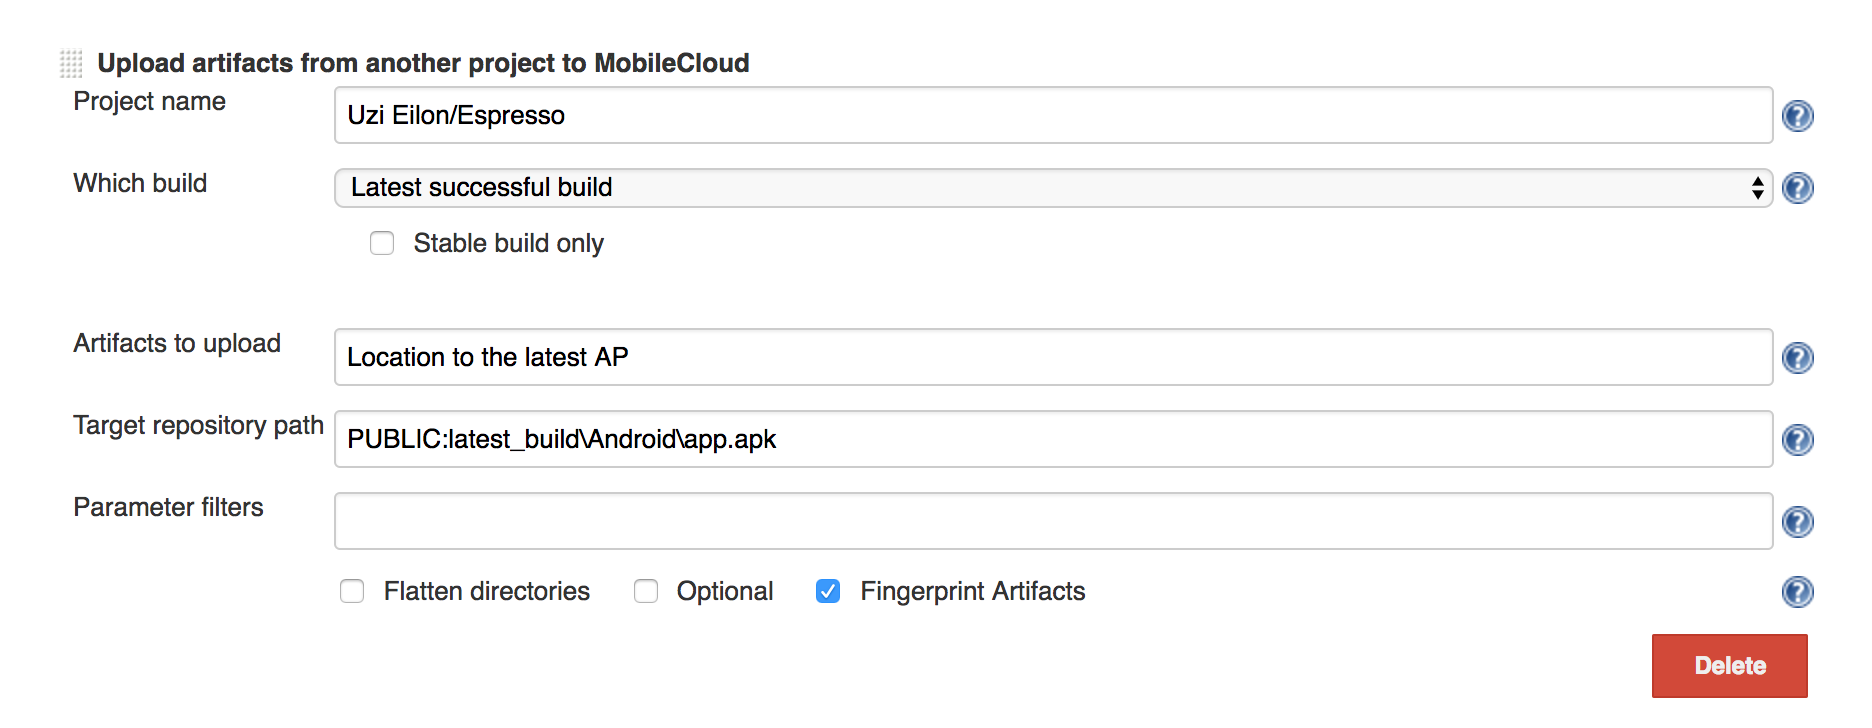 Upload artifacts from another project to MobileCloud
Project name
Uzi Eilon/Espresso
?
Which build
Latest successful build
?
Stable build only
Artifacts to upload
Location to the latest AP
?
Target repository path
PUBLIC:latest_build\Android\app.apk
?
Parameter filters
?
Flatten directories Optional Fingerprint Artifacts
?
Delete